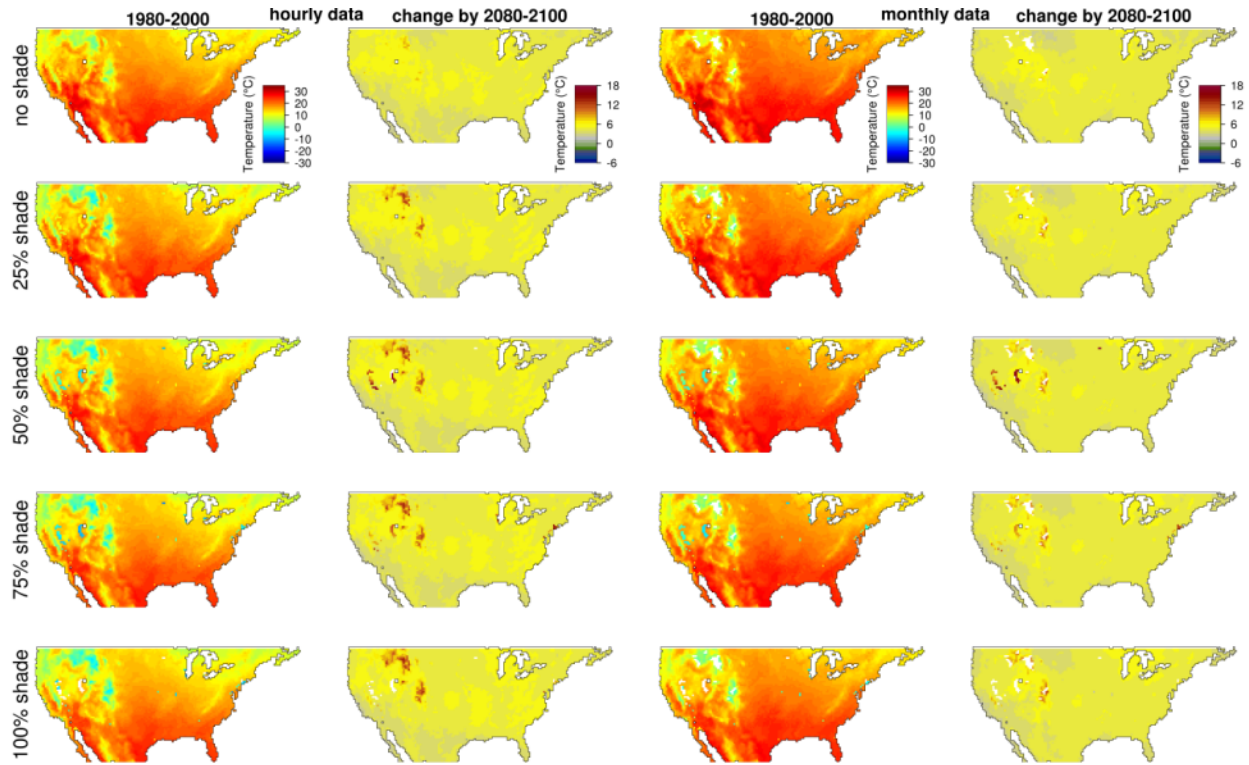 hourly data
monthly data
1980-2000
change by 2080-2100
1980-2000
change by 2080-2100
no shade
Temperature (°C)
30
20
10
0
-10
-20
-30
Temperature (°C)
18
12
6
0
-6
Temperature (°C)
30
20
10
0
-10
-20
-30
Temperature (°C)
18
12
6
0
-6
25% shade
50% shade
75% shade
100% shade